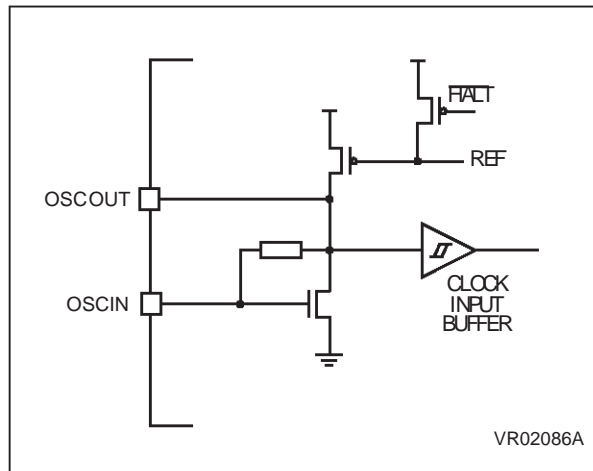 HALT
REF
OSCOUT
OSCIN
CLOCK
INPUT
BUFFER
VR02086A